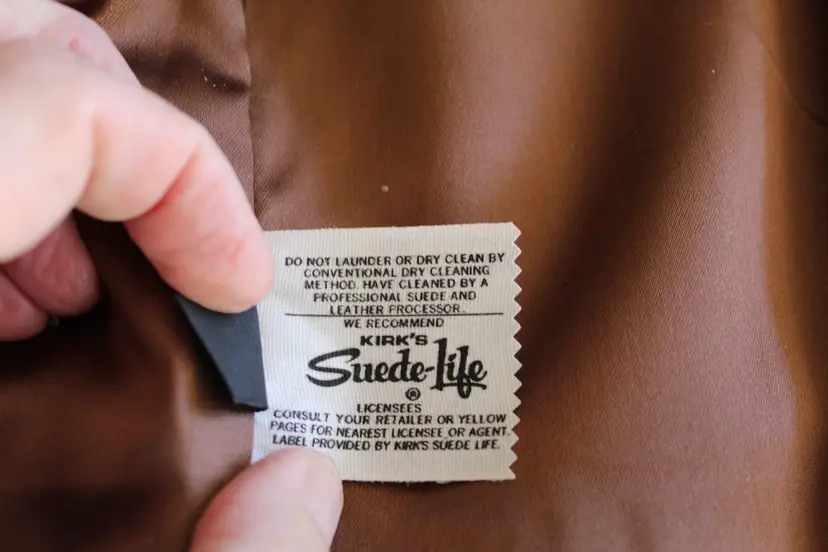 DO NOT LAUNDER OR DRY CLEAN BY
CONVENTIONAL DRY CLEANING
METHOD. HAVE CLEANED BY A
PROFESSIONAL SUEDE AND
LEATHER PROCESSOR.
WE RECOMMEND
KIRK'S
Suede-Life
®
LICENSEES
CONSULT YOUR RETAILER OR YELLOW
PAGES FOR NEAREST LICENSEE OR AGENT.
LABEL PROVIDED BY KIRK'S SUEDE LIFE.